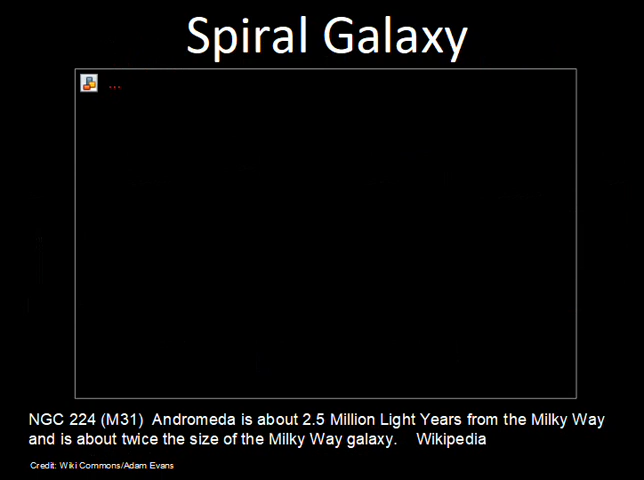 Spiral Galaxy
...
NGC 224 (M31)  Andromeda is about 2.5 Million Light Years from the Milky Way
and is about twice the size of the Milky Way galaxy.    Wikipedia
Credit: Wiki Commons/Adam Evans